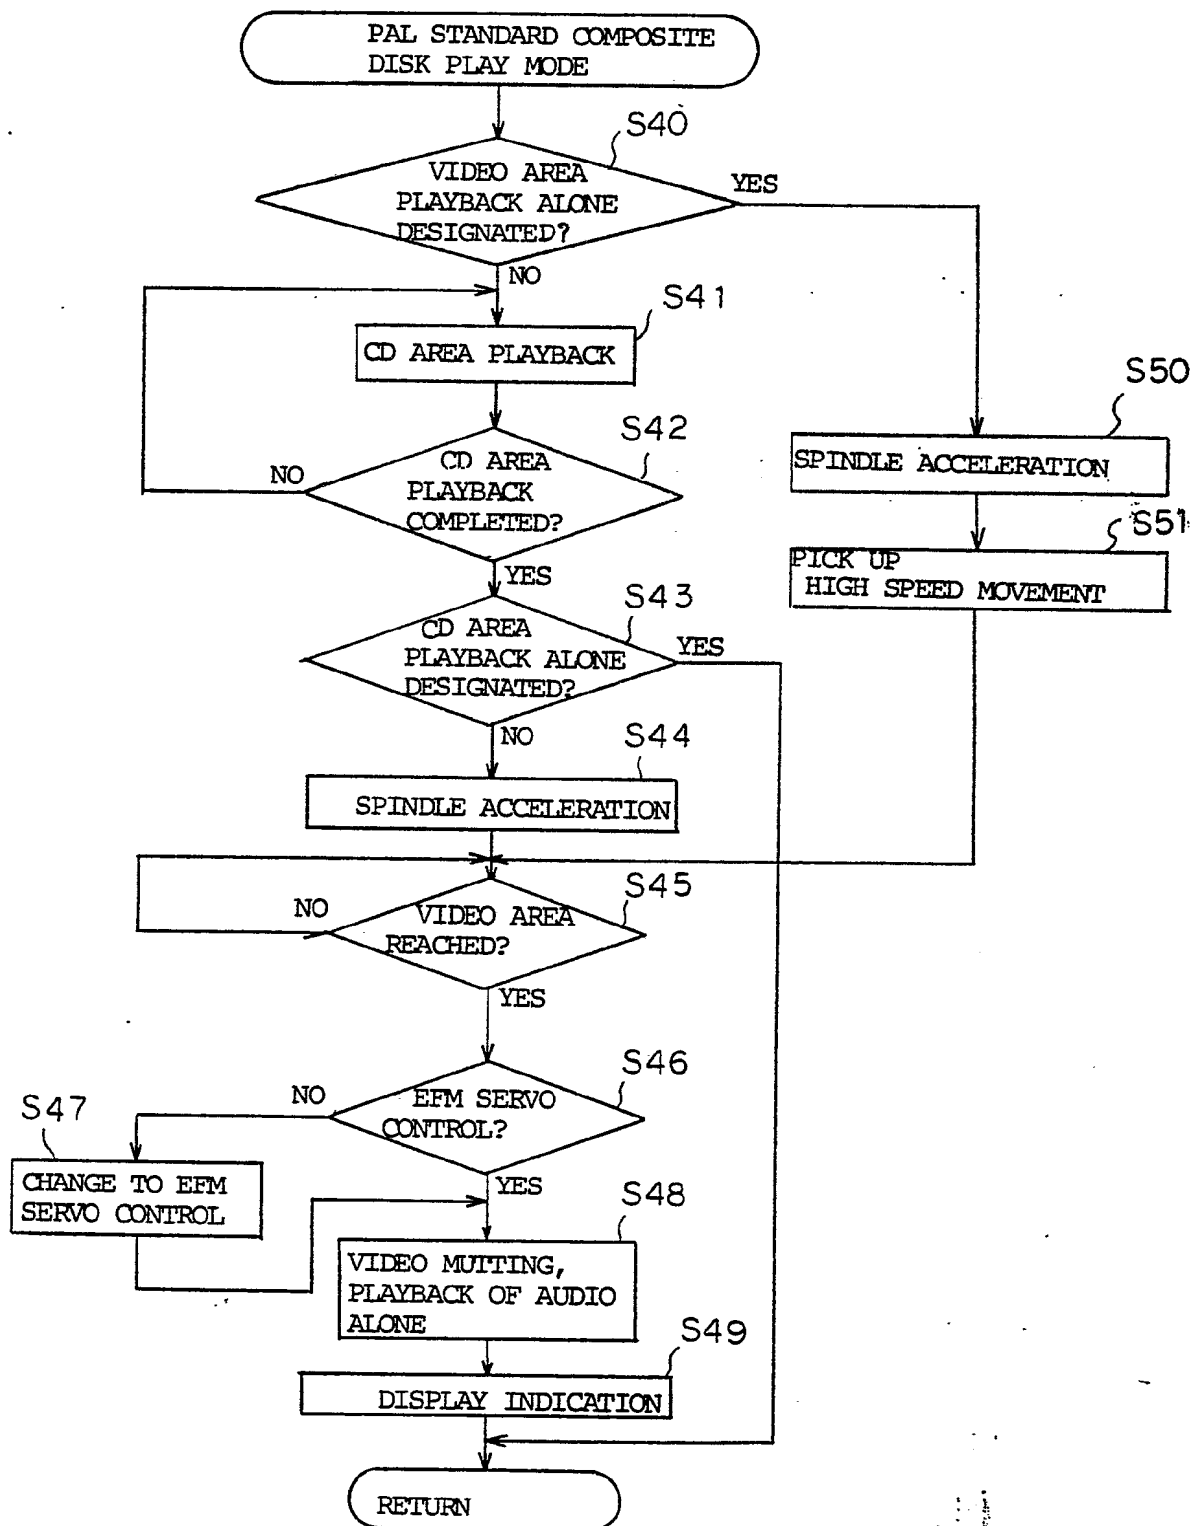 PAL STANDARD COMPOSITE
DISK PLAY MODE
S40
VIDEO AREA
PLAYBACK ALONE
DESIGNATED?
YES
NO
S41
CD AREA PLAYBACK
S42
CD AREA
PLAYBACK
COMPLETED?
NO
YES
S50
SPINDLE ACCELERATION
S51
PICK UP
HIGH SPEED MOVEMENT
S43
CD AREA
PLAYBACK ALONE
DESIGNATED?
YES
NO
S44
SPINDLE ACCELERATION
S45
VIDEO AREA
REACHED?
NO
YES
S46
EFM SERVO
CONTROL?
NO
YES
S47
CHANGE TO EFM
SERVO CONTROL
S48
VIDEO MUTTING,
PLAYBACK OF AUDIO
ALONE
S49
DISPLAY INDICATION
RETURN